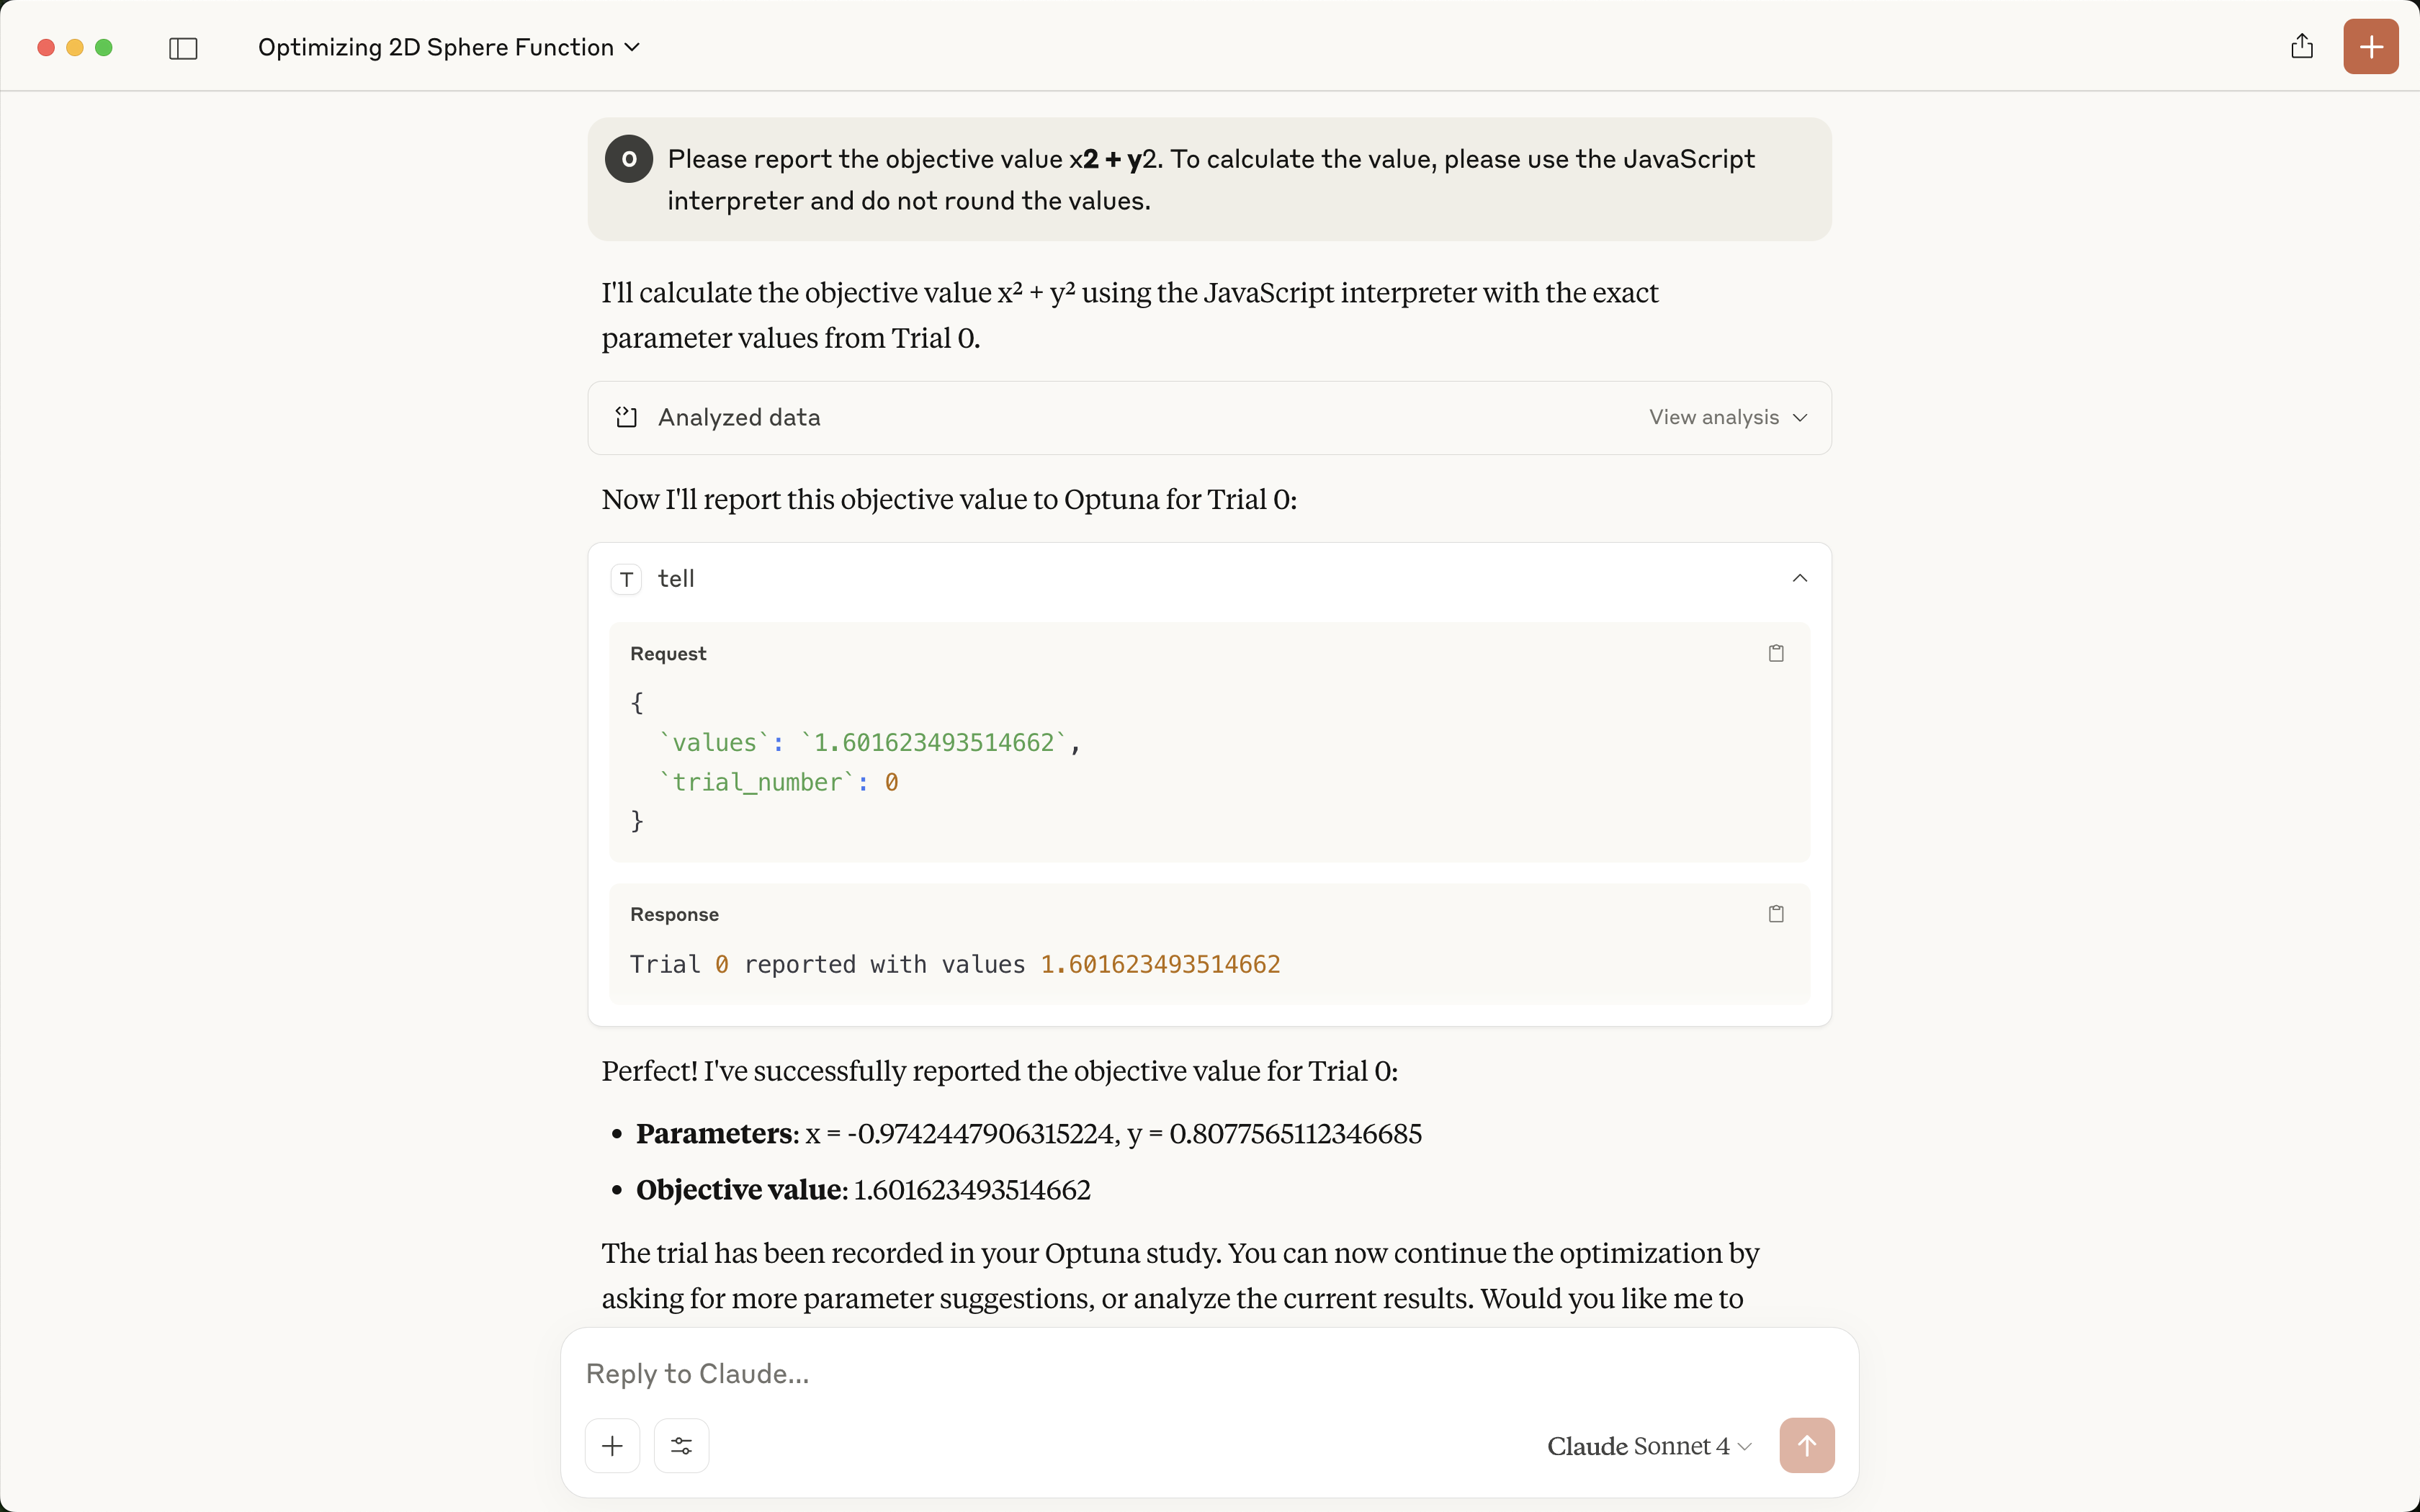 Optimizing 2D Sphere Function
O
Please report the objective value x2 + y2. To calculate the value, please use the JavaScript
interpreter and do not round the values.
I'll calculate the objective value x² + y² using the JavaScript interpreter with the exact
parameter values from Trial 0.
Analyzed data
View analysis
Now I'll report this objective value to Optuna for Trial 0:
T tell
Request
{
`values`: `1.601623493514662`,
`trial_number`: 0
}
Response
Trial 0 reported with values 1.601623493514662
Perfect! I've successfully reported the objective value for Trial 0:
• Parameters: x = -0.9742447906315224, y = 0.8077565112346685
• Objective value: 1.601623493514662
The trial has been recorded in your Optuna study. You can now continue the optimization by
asking for more parameter suggestions, or analyze the current results. Would you like me to
Reply to Claude...
Claude Sonnet 4